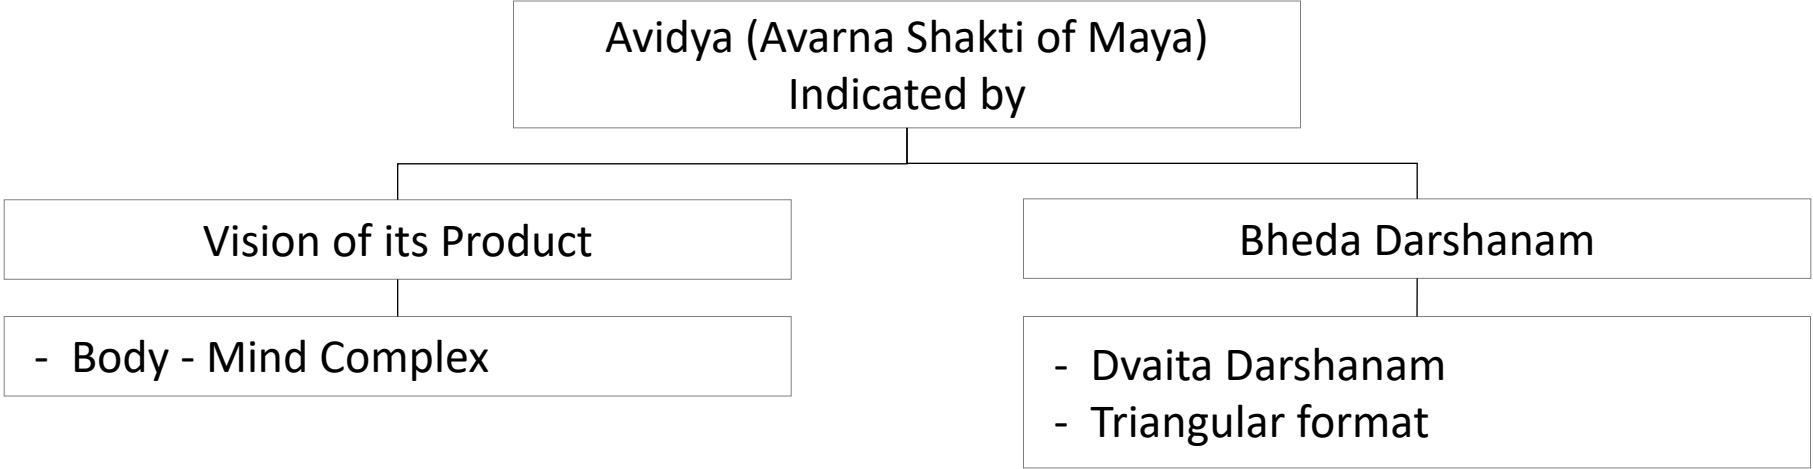 Avidya (Avarna Shakti of Maya)
Indicated by
Vision of its Product
Bheda Darshanam
- Body - Mind Complex
- Dvaita Darshanam
- Triangular format